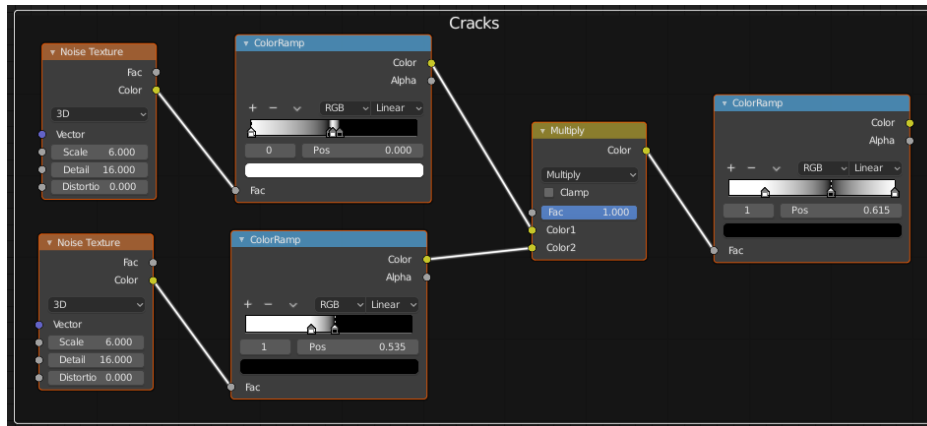 Cracks
Noise Texture
Fac
Color
3D
Vector
Scale 6.000
Detail 16.000
Distortio 0.000
ColorRamp
Color
Alpha
+ − RGB Linear
0 Pos 0.000
Fac
Noise Texture
Fac
Color
3D
Vector
Scale 6.000
Detail 16.000
Distortio 0.000
ColorRamp
Color
Alpha
+ − RGB Linear
1 Pos 0.535
Fac
Multiply
Color
Multiply
Clamp
Fac 1.000
Color1
Color2
ColorRamp
Color
Alpha
+ − RGB Linear
1 Pos 0.615
Fac